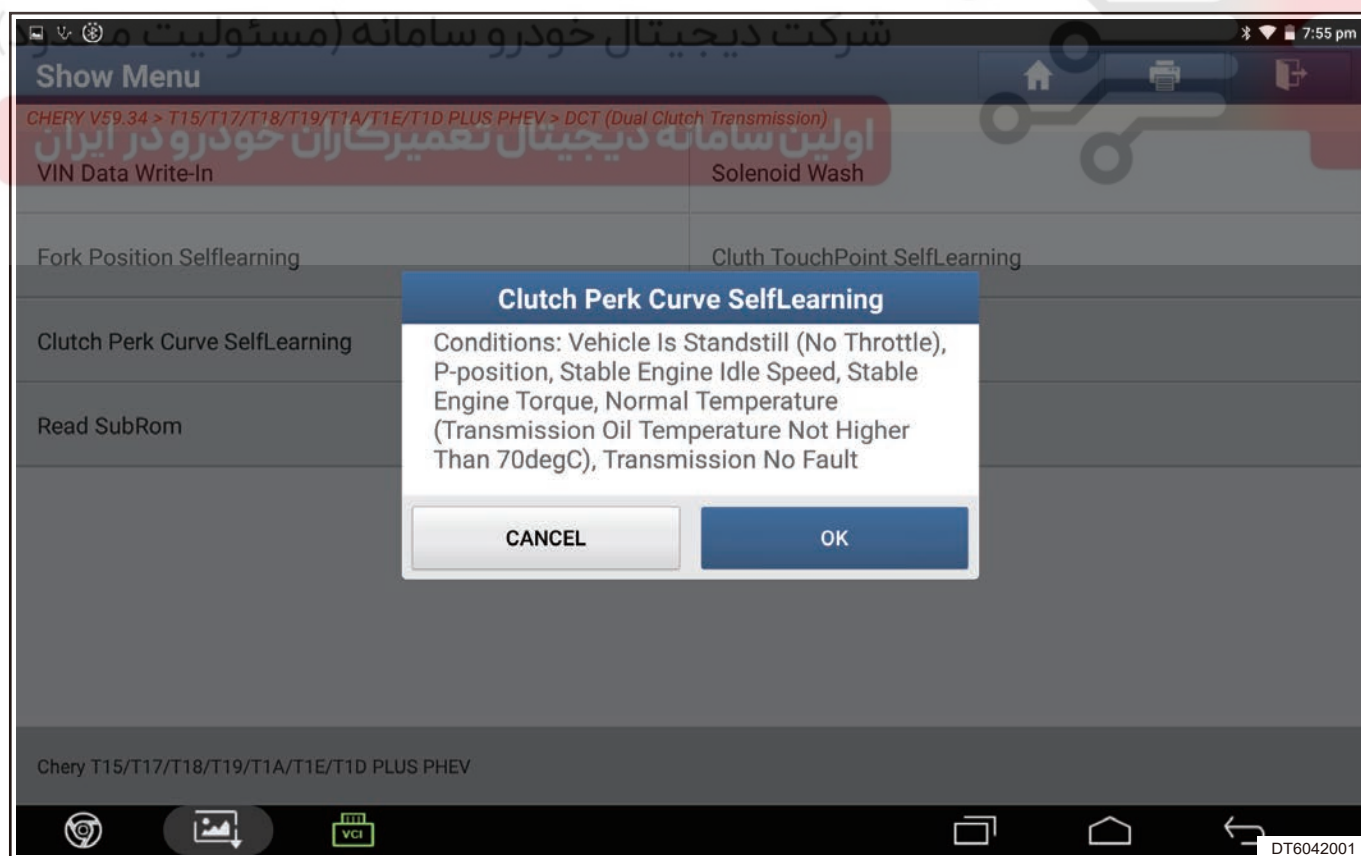 شرکت دیجیتال خودرو سامانه (مسئولیت محدود)
7:55 pm
Show Menu
CHERY V59.34 > T15/T17/T18/T19/T1A/T1E/T1D PLUS PHEV > DCT (Dual Clutch Transmission)
اولین سامانه دیجیتال تعمیرکاران خودرو در ایران
VIN Data Write-In
Solenoid Wash
Fork Position Selflearning
Cluth TouchPoint SelfLearning
Clutch Perk Curve SelfLearning
Read SubRom
Clutch Perk Curve SelfLearning
Conditions: Vehicle Is Standstill (No Throttle),
P-position, Stable Engine Idle Speed, Stable
Engine Torque, Normal Temperature
(Transmission Oil Temperature Not Higher
Than 70degC), Transmission No Fault
CANCEL
OK
Chery T15/T17/T18/T19/T1A/T1E/T1D PLUS PHEV
VCI
DT6042001